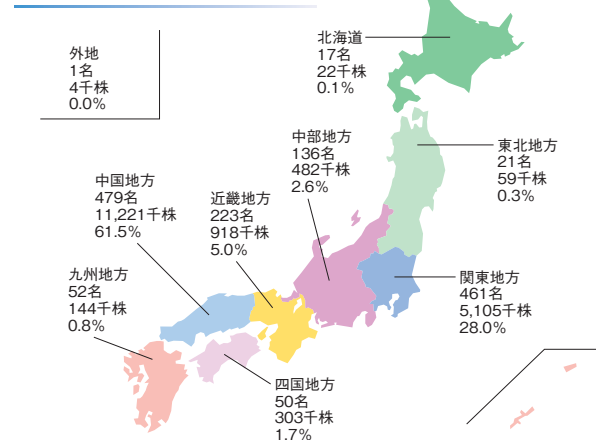 外地
1名
4千株
0.0%
北海道
17名
22千株
0.1%
東北地方
21名
59千株
0.3%
中部地方
136名
482千株
2.6%
中国地方
479名
11,221千株
61.5%
近畿地方
223名
918千株
5.0%
九州地方
52名
144千株
0.8%
関東地方
461名
5,105千株
28.0%
四国地方
50名
303千株
1.7%